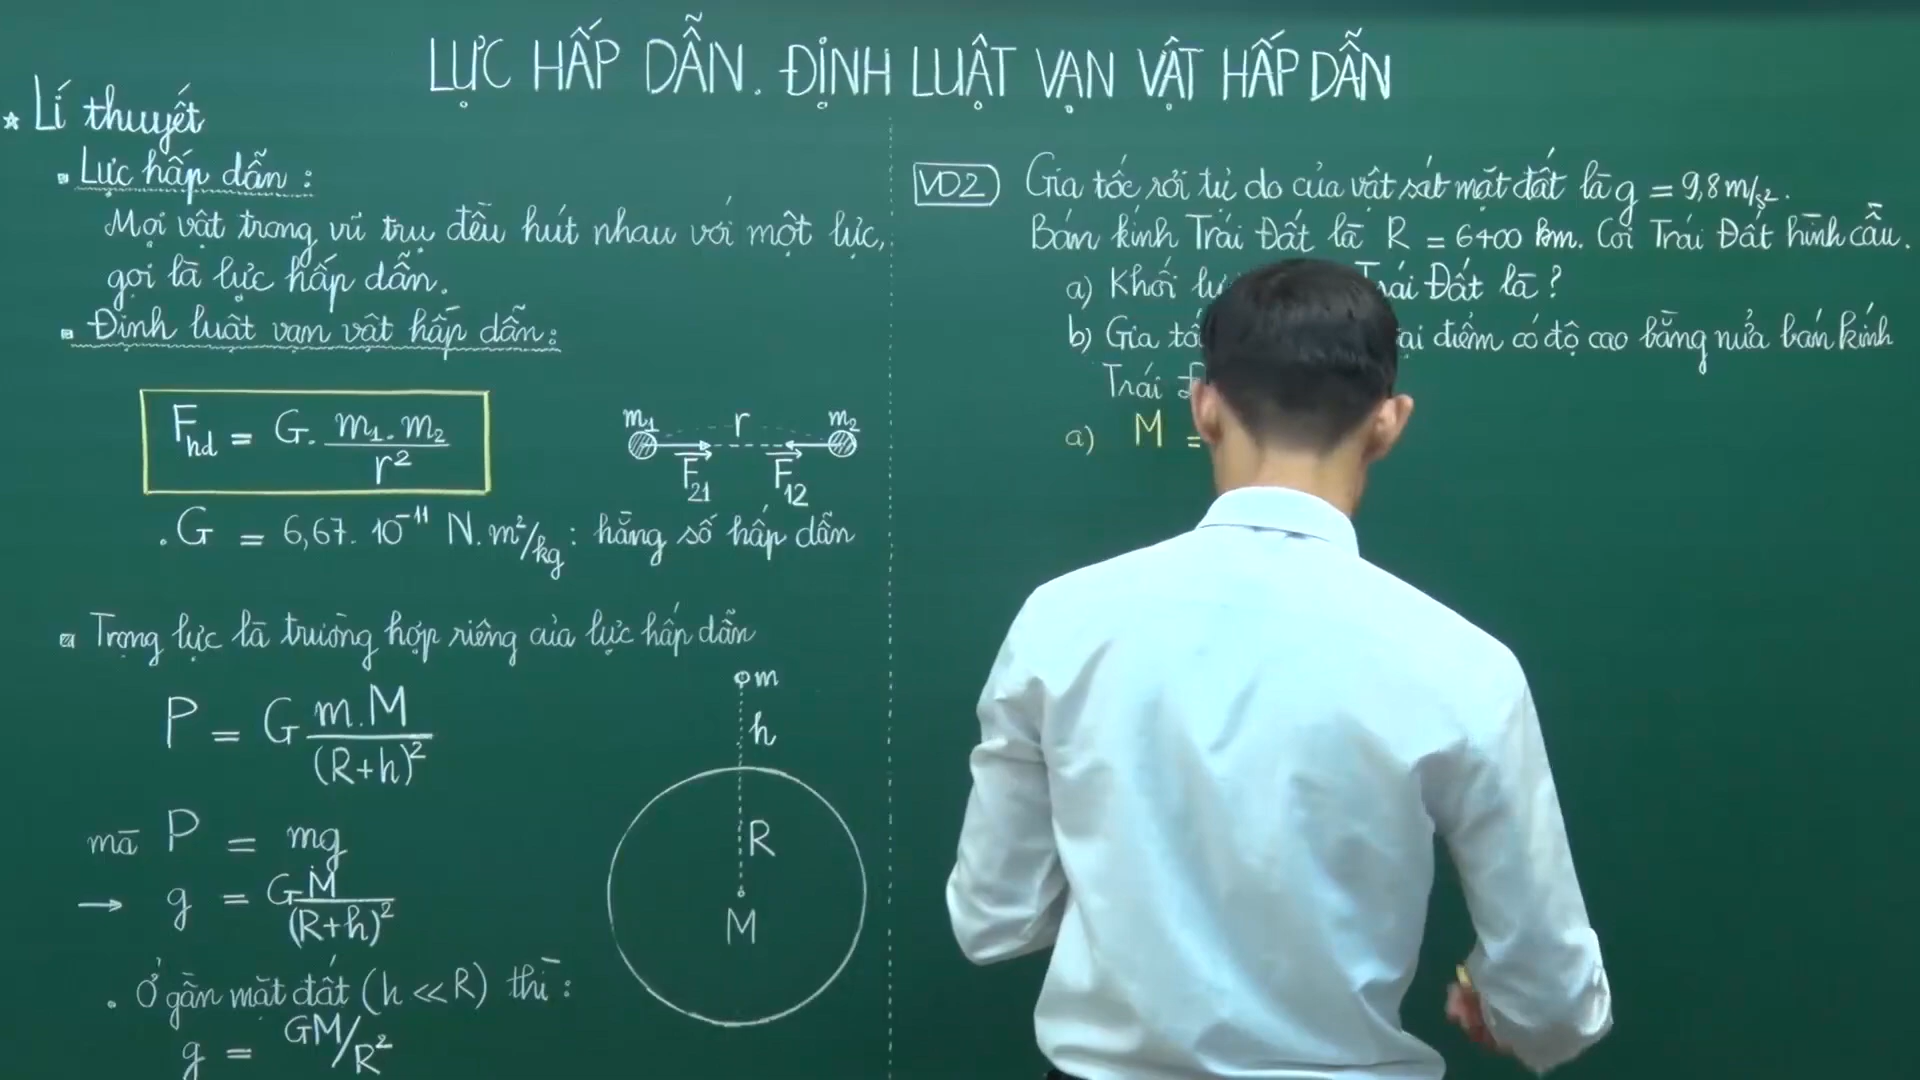 LỰC HẤP DẪN. ĐỊNH LUẬT VẠN VẬT HẤP DẪN
* Lí thuyết
Lực hấp dẫn :
Mọi vật trong vũ trụ đều hút nhau với một lực,
gọi là lực hấp dẫn.
Định luật vạn vật hấp dẫn:
Fhd = G. m1.m2 / r²
m1 r m2
F21 F12
. G = 6,67. 10⁻¹¹ N.m²/kg : hằng số hấp dẫn
Trọng lực là trường hợp riêng của lực hấp dẫn
P = G m.M / (R+h)²
mà P = mg
→ g = GM / (R+h)²
. Ở gần mặt đất (h ≪ R) thì :
g = GM/R²
m
h
R
M
VD2 Gia tốc rơi tự do của vật sát mặt đất là g = 9,8 m/s².
Bán kính Trái Đất là R = 6400 km. Coi Trái Đất hình cầu.
a) Khối Trái Đất là ?
b) Gia điểm có độ cao bằng nửa bán kính
Trái
a) M =